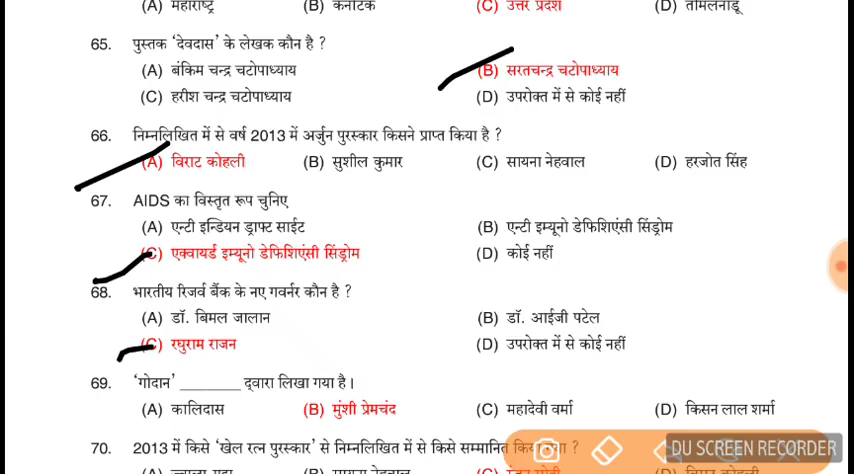 (A) महाराष्ट्र (B) कर्नाटक (C) उत्तर प्रदेश (D) तमिलनाडू
65. पुस्तक ‘देवदास’ के लेखक कौन है ?
(A) बंकिम चन्द्र चटोपाध्याय (B) सरतचन्द्र चटोपाध्याय
(C) हरीश चन्द्र चटोपाध्याय (D) उपरोक्त में से कोई नहीं
66. निम्नलिखित में से वर्ष 2013 में अर्जुन पुरस्कार किसने प्राप्त किया है ?
(A) विराट कोहली (B) सुशील कुमार (C) सायना नेहवाल (D) हरजोत सिंह
67. AIDS का विस्तृत रूप चुनिए
(A) एन्टी इन्डियन ड्राफ्ट साईट (B) एन्टी इम्यूनो डेफिशिएंसी सिंड्रोम
(C) एक्वायर्ड इम्यूनो डेफिशिएंसी सिंड्रोम (D) कोई नहीं
68. भारतीय रिजर्व बैंक के नए गवर्नर कौन है ?
(A) डॉ. बिमल जालान (B) डॉ. आईजी पटेल
(C) रघुराम राजन (D) उपरोक्त में से कोई नहीं
69. ‘गोदान’ ________ द्वारा लिखा गया है।
(A) कालिदास (B) मुंशी प्रेमचंद (C) महादेवी वर्मा (D) किसन लाल शर्मा
70. 2013 में किसे ‘खेल रत्न पुरस्कार’ से निम्नलिखित में से किसे सम्मानित किया गया ?
DU SCREEN RECORDER